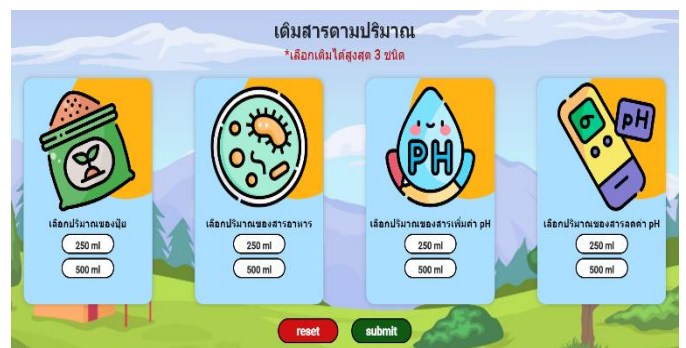 เติมสารตามปริมาณ
*เลือกเติมได้สูงสุด 3 ชนิด
เลือกปริมาณของปุ๋ย
250 ml
500 ml
เลือกปริมาณของสารอาหาร
250 ml
500 ml
PH
เลือกปริมาณของสารเพิ่มค่า pH
250 ml
500 ml
σ
pH
เลือกปริมาณของสารลดค่า pH
250 ml
500 ml
reset
submit